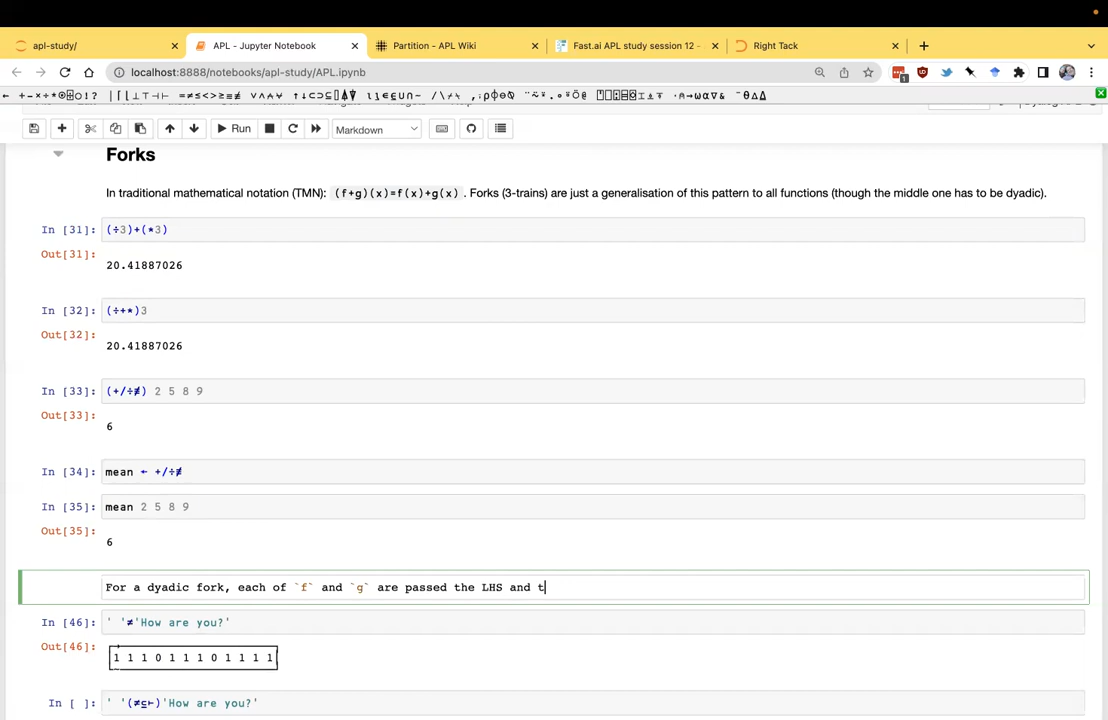 apl-study/
APL - Jupyter Notebook
Partition - APL Wiki
Fast.ai APL study session 12 -
Right Tack
localhost:8888/notebooks/apl-study/APL.ipynb
Run
Markdown
Forks
In traditional mathematical notation (TMN): (f+g)(x)=f(x)+g(x) . Forks (3-trains) are just a generalisation of this pattern to all functions (though the middle one has to be dyadic).
In [31]: (÷3)+(*3)
Out[31]:
20.41887026
In [32]: (÷+*)3
Out[32]:
20.41887026
In [33]: (+/÷≢) 2 5 8 9
Out[33]:
6
In [34]: mean ← +/÷≢
In [35]: mean 2 5 8 9
Out[35]:
6
For a dyadic fork, each of `f` and `g` are passed the LHS and t
In [46]: ' '≠'How are you?'
Out[46]:
1 1 1 0 1 1 1 0 1 1 1 1
In [ ]: ' '(≠⊆⊢)'How are you?'